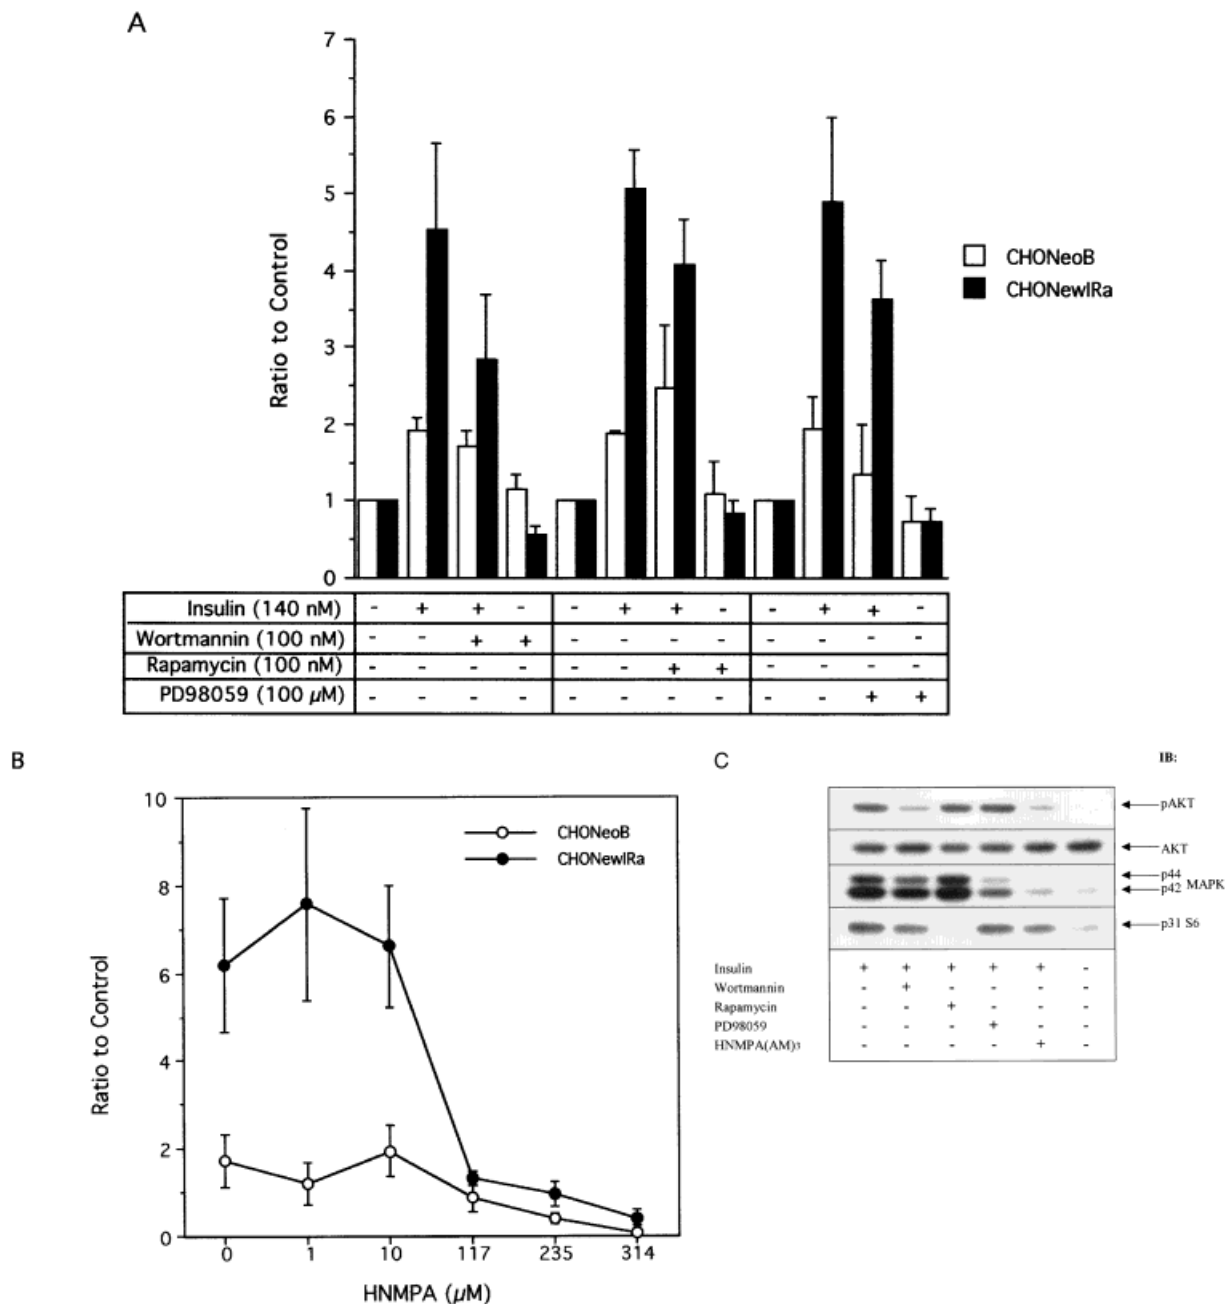 A
7
6
5
4
3
2
1
0
Ratio to Control
CHONeoB
CHONewIRa
Insulin (140 nM) - + + - - + + - - + + -
Wortmannin (100 nM) - - + + - - - - - - - -
Rapamycin (100 nM) - - - - - - + + - - - -
PD98059 (100 µM) - - - - - - - - - - + +
B
10
8
6
4
2
0
Ratio to Control
CHONeoB
CHONewIRa
0 1 10 117 235 314
HNMPA (µM)
C
IB:
pAKT
AKT
p44
p42 MAPK
p31 S6
Insulin + + + + + -
Wortmannin - + - - - -
Rapamycin - - + - - -
PD98059 - - - + - -
HNMPA(AM)3 - - - - + -